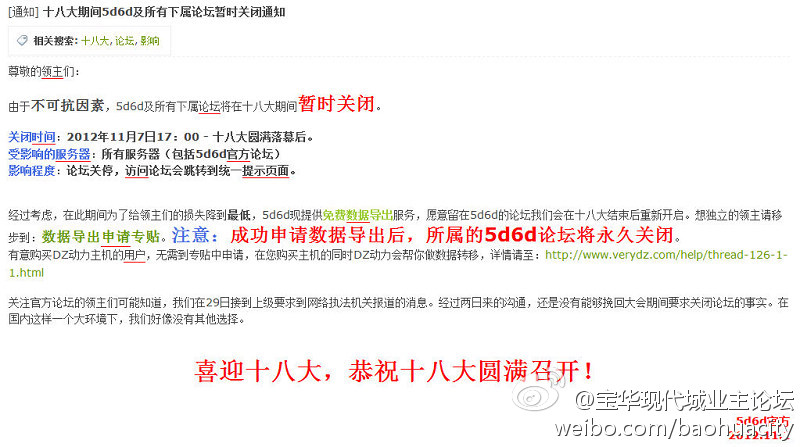 [通知] 十八大期间5d6d及所有下属论坛暂时关闭通知
相关搜索: 十八大, 论坛, 影响
尊敬的领主们：
由于不可抗因素，5d6d及所有下属论坛将在十八大期间暂时关闭。
关闭时间：2012年11月7日17：00 - 十八大圆满落幕后。
受影响的服务器：所有服务器（包括5d6d官方论坛）
影响程度：论坛关停，访问论坛会跳转到统一提示页面。
经过考虑，在此期间为了给领主们的损失降到最低，5d6d现提供免费数据导出服务，愿意留在5d6d的论坛我们会在十八大结束后重新开启。想独立的领主请移
步到：数据导出申请专贴。注意：成功申请数据导出后，所属的5d6d论坛将永久关闭。
有意购买DZ动力主机的用户，无需到专贴中申请，在您购买主机的同时DZ动力会帮你做数据转移，详情请至：http://www.verydz.com/help/thread-126-1-
1.html
关注官方论坛的领主们可能知道，我们在29日接到上级要求到网络执法机关报道的消息。经过两日来的沟通，还是没有能够挽回大会期间要求关闭论坛的事实。在
国内这样一个大环境下，我们好像没有其他选择。
喜迎十八大，恭祝十八大圆满召开！
@宝华现代城业主论坛
5d6d官方
weibo.com/baohuacity